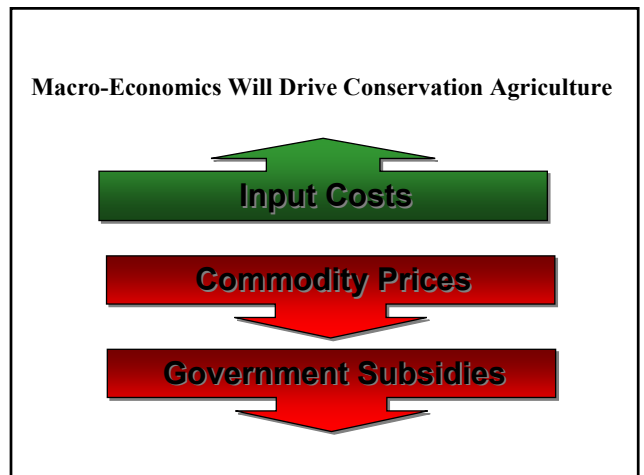 Macro-Economics Will Drive Conservation Agriculture
Input Costs
Commodity Prices
Government Subsidies